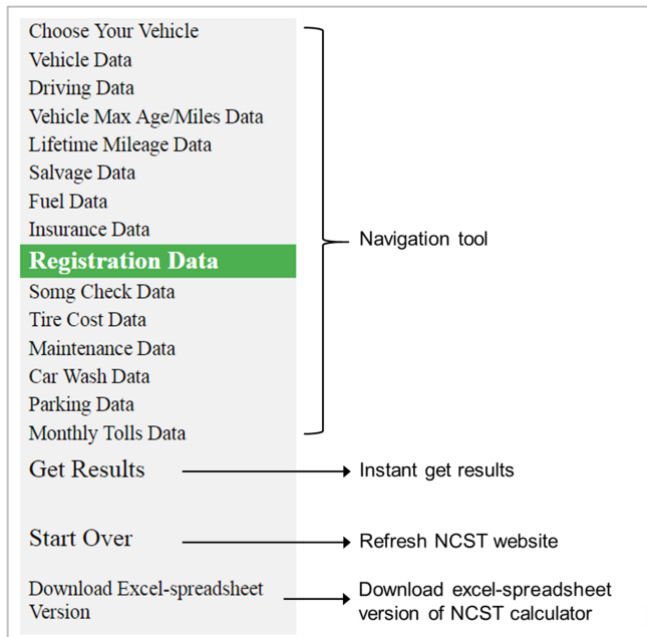 Choose Your Vehicle
Vehicle Data
Driving Data
Vehicle Max Age/Miles Data
Lifetime Mileage Data
Salvage Data
Fuel Data
Insurance Data
Registration Data
Somg Check Data
Tire Cost Data
Maintenance Data
Car Wash Data
Parking Data
Monthly Tolls Data
Navigation tool
Get Results
Instant get results
Start Over
Refresh NCST website
Download Excel-spreadsheet
Version
Download excel-spreadsheet
version of NCST calculator